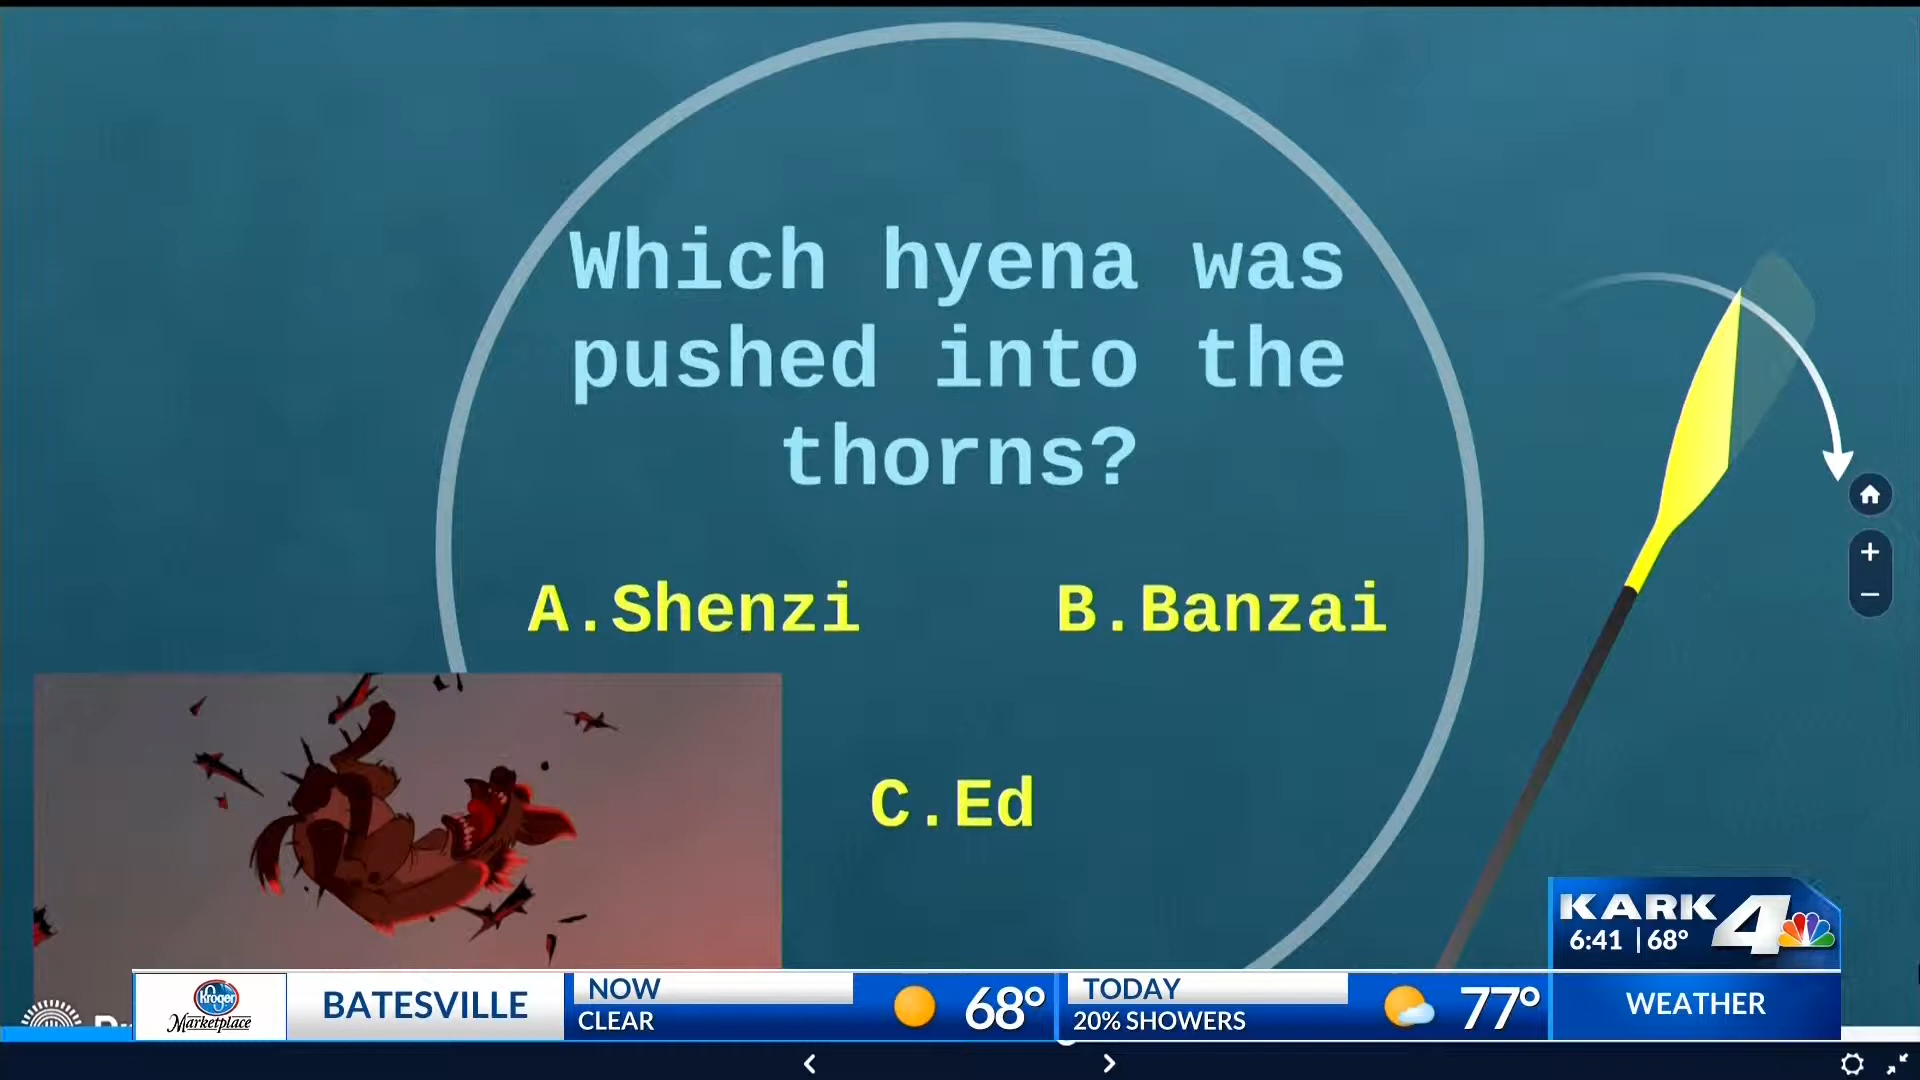 Which hyena was
pushed into the
thorns?
A.Shenzi
B.Banzai
C.Ed
KARK 4
6:41 | 68°
Kroger
Marketplace
BATESVILLE
NOW
CLEAR
68°
TODAY
20% SHOWERS
77°
WEATHER